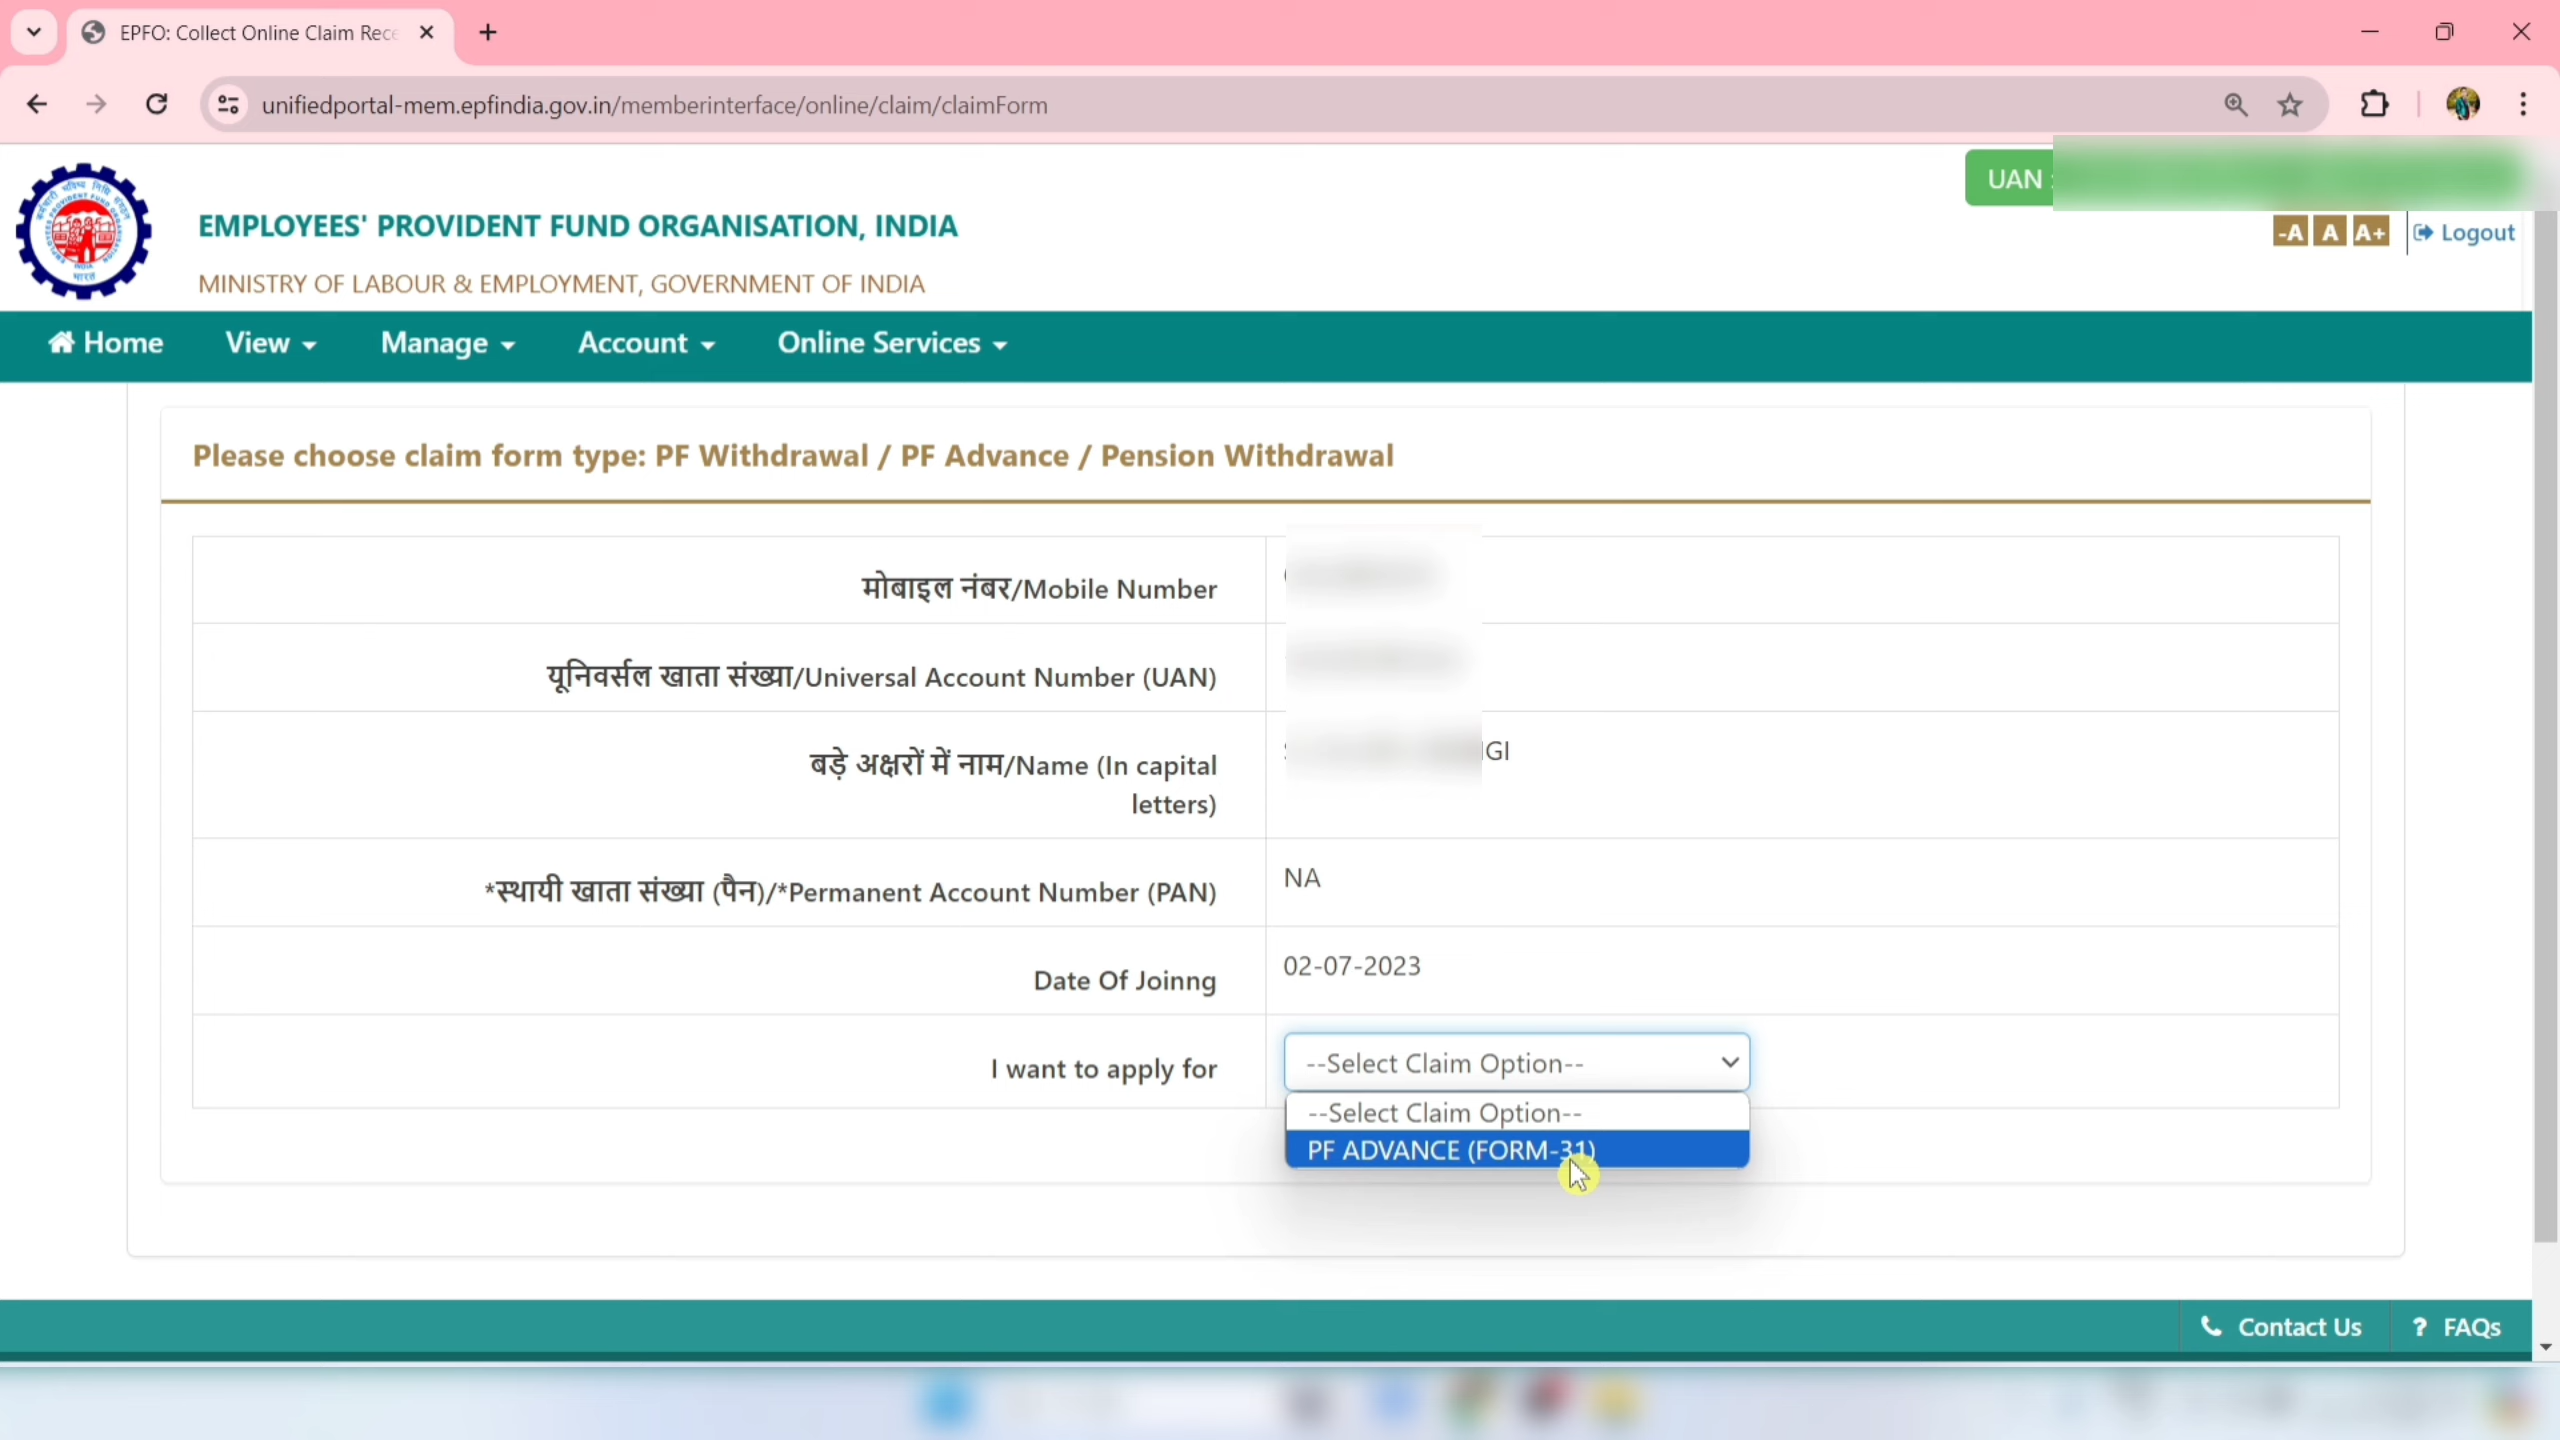 EPFO: Collect Online Claim Rece
unifiedportal-mem.epfindia.gov.in/memberinterface/online/claim/claimForm
UAN :
EMPLOYEES' PROVIDENT FUND ORGANISATION, INDIA
-A A A+ Logout
MINISTRY OF LABOUR & EMPLOYMENT, GOVERNMENT OF INDIA
Home View Manage Account Online Services
Please choose claim form type: PF Withdrawal / PF Advance / Pension Withdrawal
मोबाइल नंबर/Mobile Number
यूनिवर्सल खाता संख्या/Universal Account Number (UAN)
बड़े अक्षरों में नाम/Name (In capital
letters)
GI
*स्थायी खाता संख्या (पैन)/*Permanent Account Number (PAN) NA
Date Of Joinng 02-07-2023
I want to apply for --Select Claim Option--
--Select Claim Option--
PF ADVANCE (FORM-31)
Contact Us ? FAQs